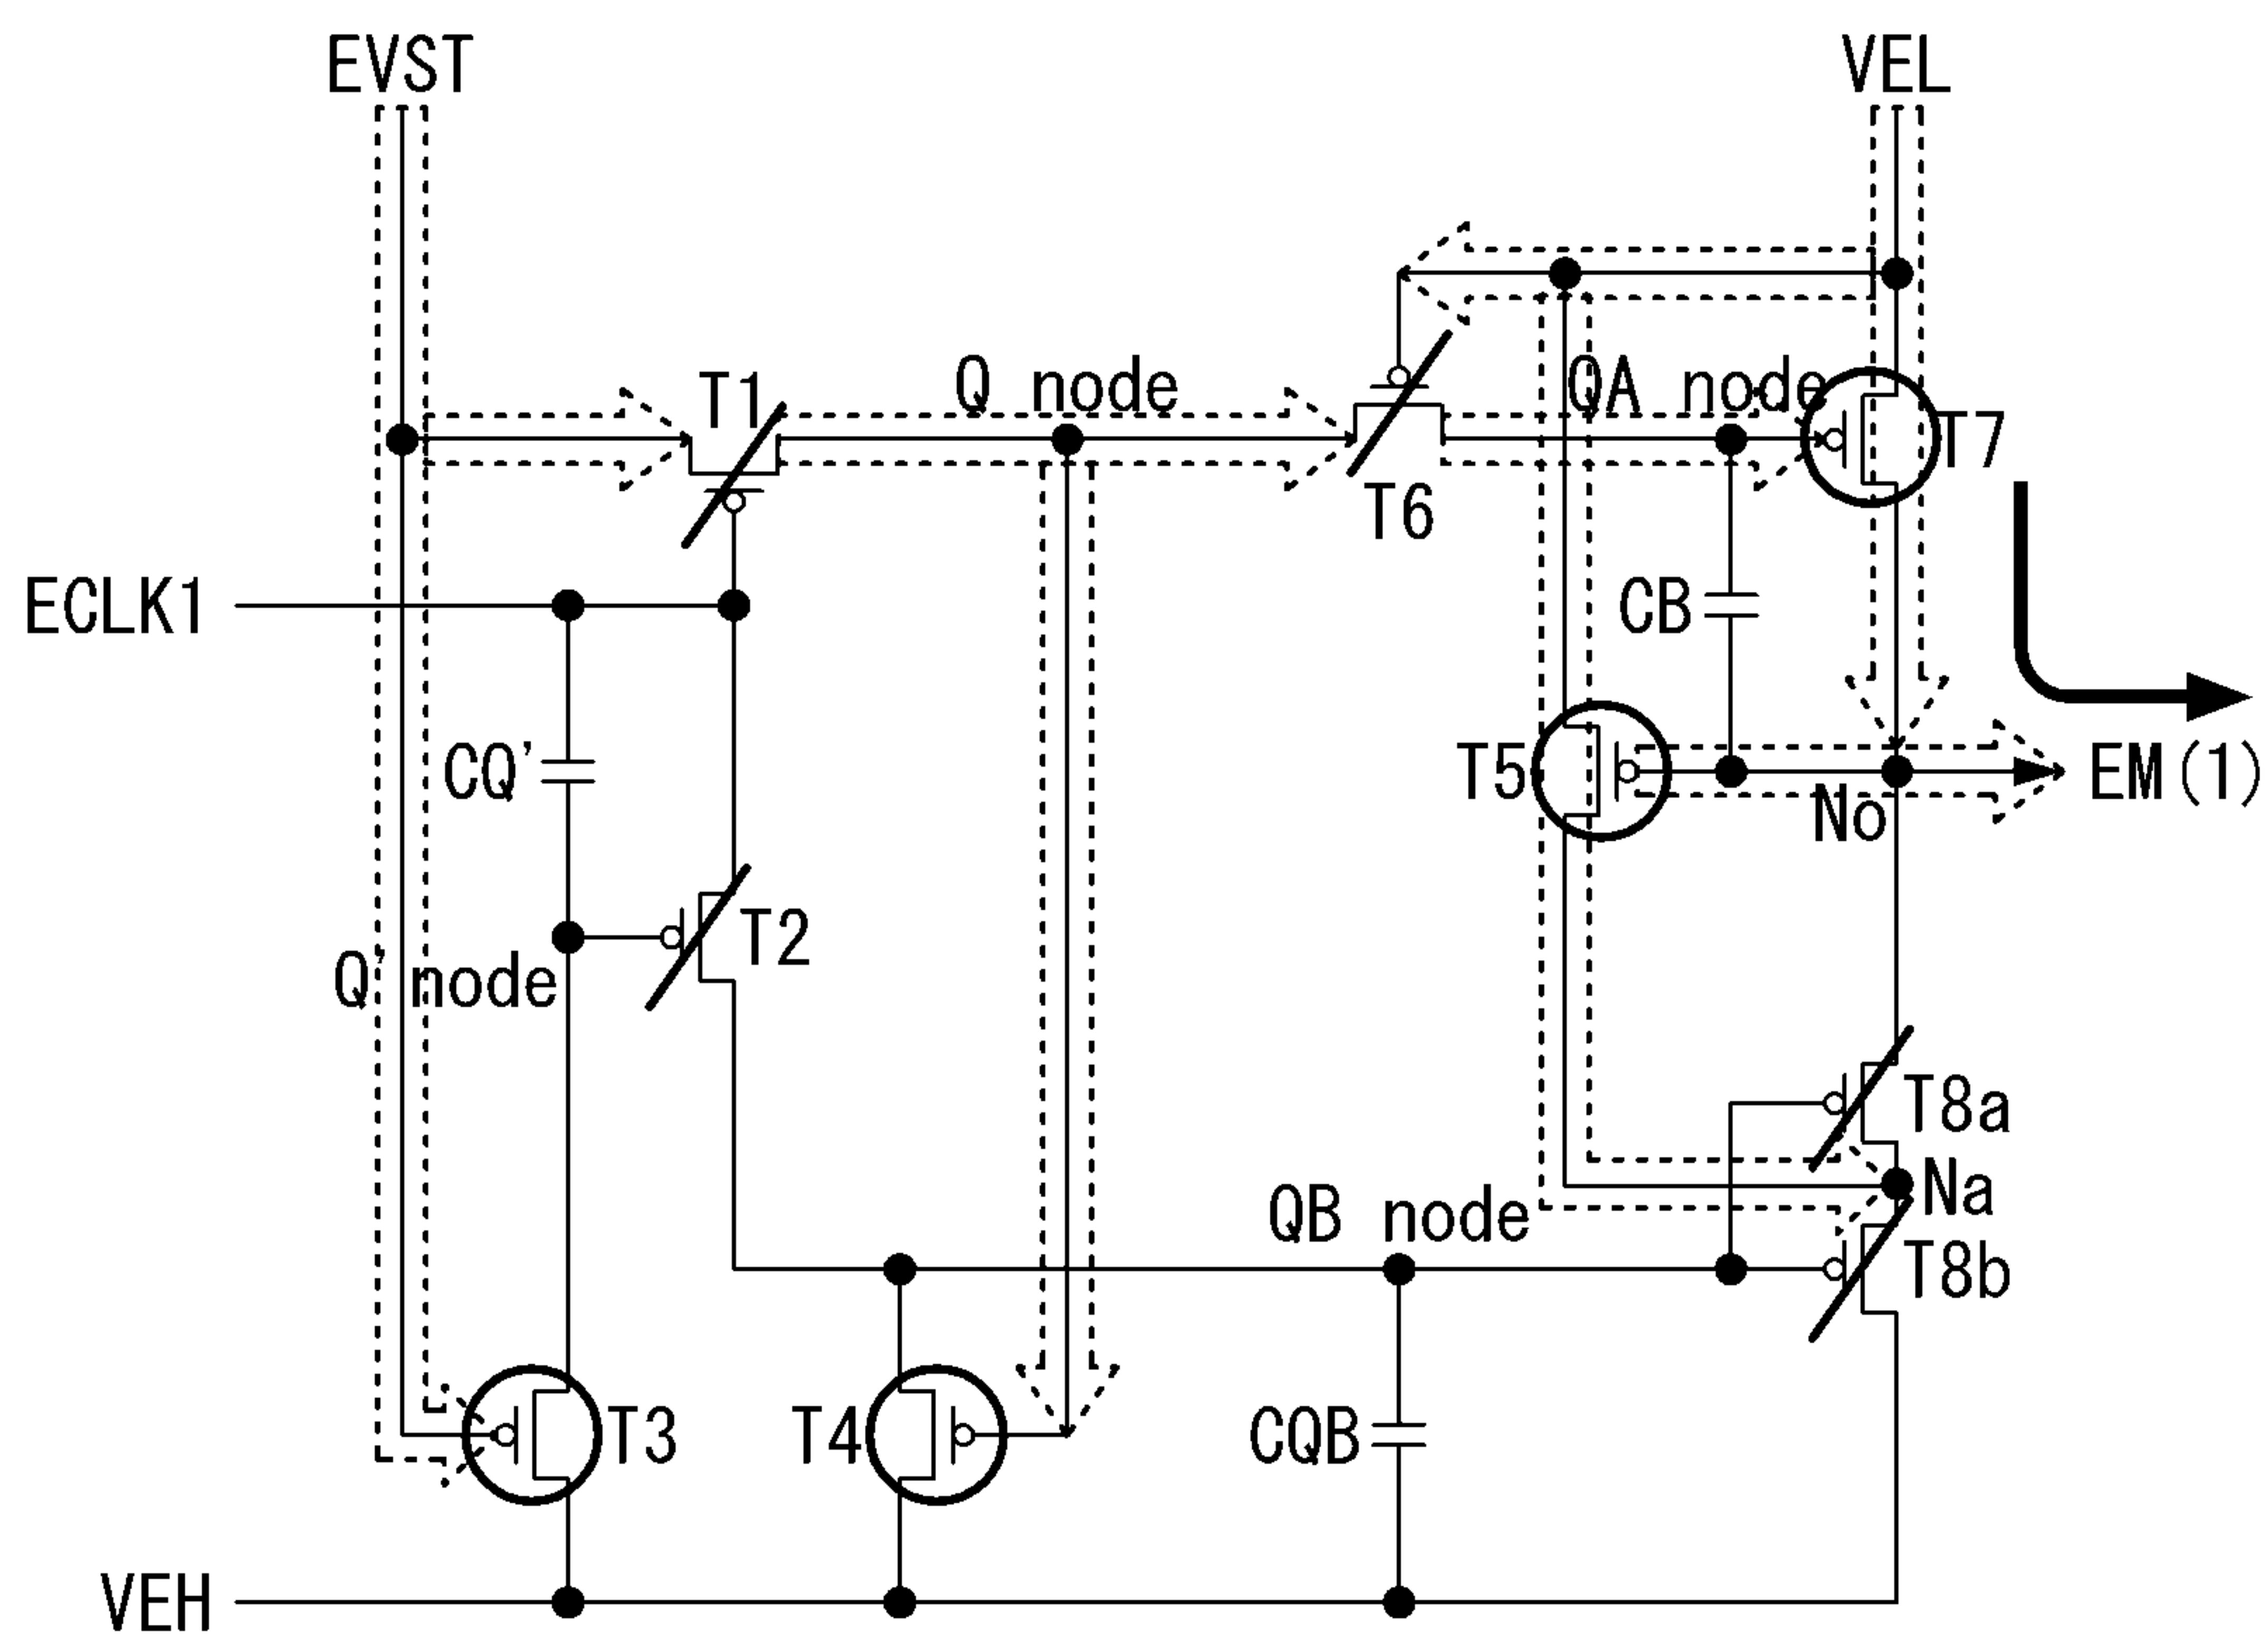 EVST
VEL
T1
Q node
QA node
T7
T6
ECLK1
CB
CQ'
T5
EM(1)
No
T2
Q' node
T8a
Na
QB node
T8b
T3
T4
CQB
VEH